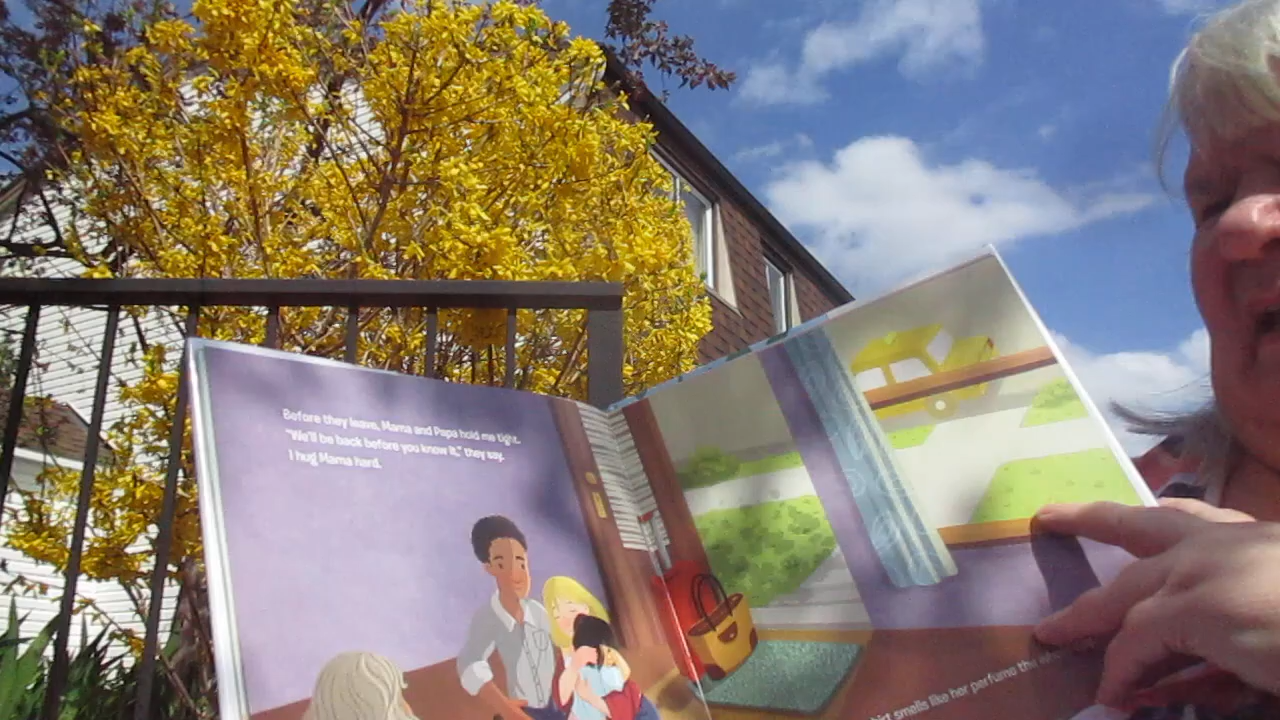 Before they leave, Mama and Papa hold me tight.
"We'll be back before you know it," they say.
I hug Mama hard.
smells like her perfume the